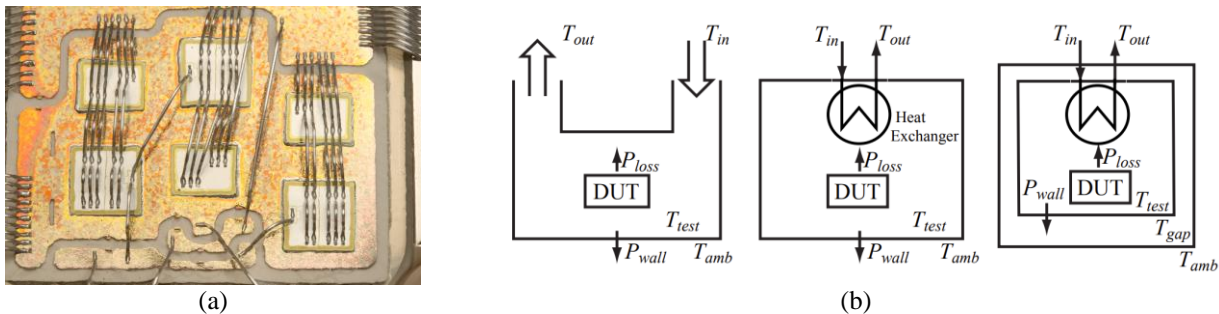 T_out T_in
P_loss
DUT
T_test
P_wall T_amb
T_in T_out
Heat
Exchanger
P_loss
DUT
T_test
P_wall T_amb
T_in T_out
P_loss
P_wall DUT
T_test
T_gap
T_amb
(a) (b)